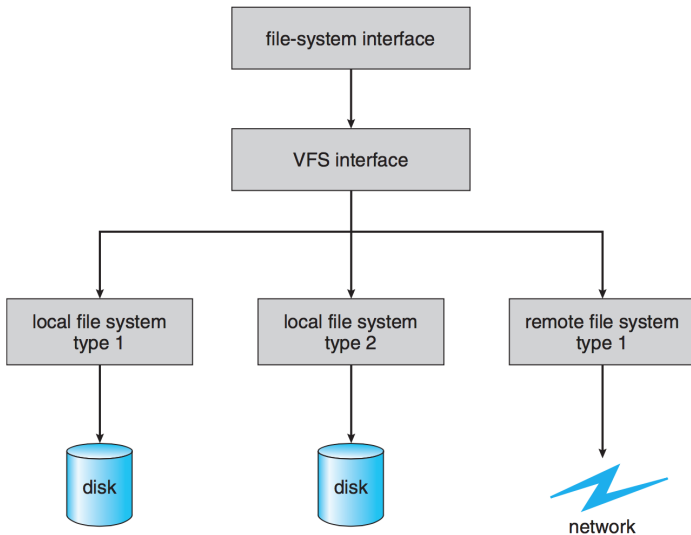 file-system interface
VFS interface
local file system
type 1
local file system
type 2
remote file system
type 1
disk
disk
network